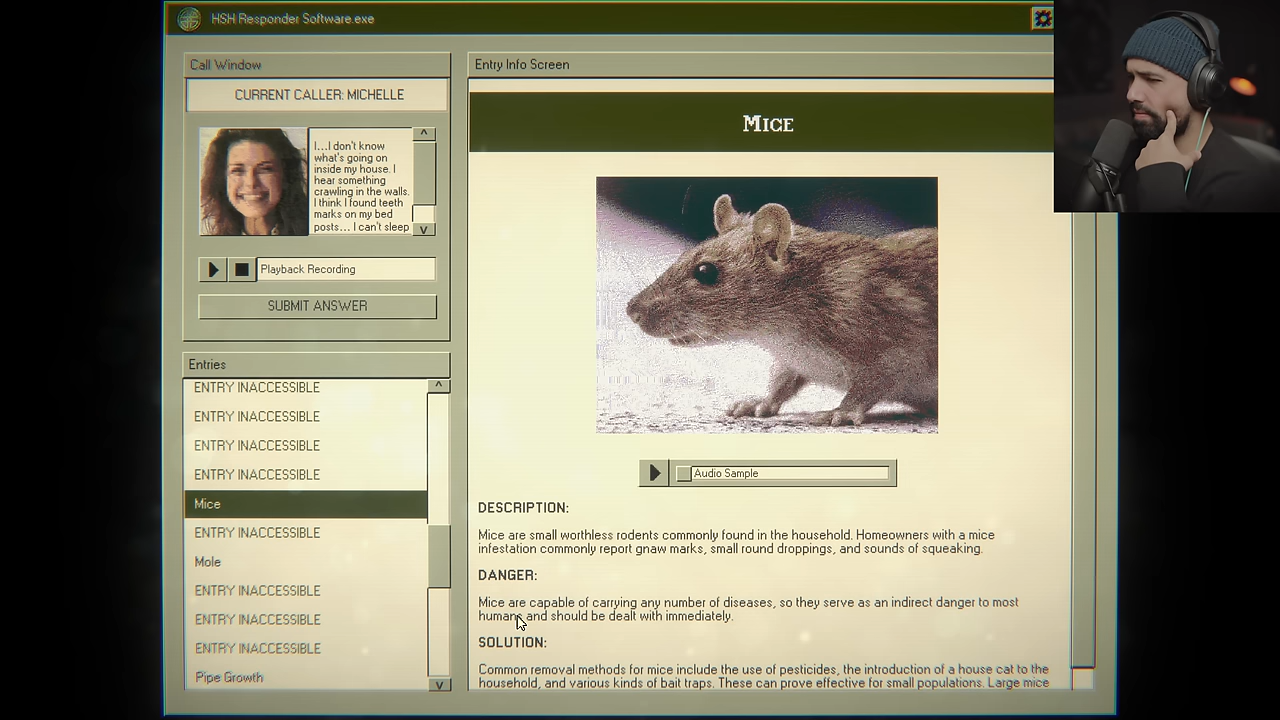 HSH Responder Software.exe
Call Window
CURRENT CALLER: MICHELLE
I...I don't know
what's going on
inside my house. I
hear something
crawling in the walls.
I think I found teeth
marks on my bed
posts... I can't sleep
Playback Recording
SUBMIT ANSWER
Entries
ENTRY INACCESSIBLE
ENTRY INACCESSIBLE
ENTRY INACCESSIBLE
ENTRY INACCESSIBLE
Mice
ENTRY INACCESSIBLE
Mole
ENTRY INACCESSIBLE
ENTRY INACCESSIBLE
ENTRY INACCESSIBLE
Pipe Growth
Entry Info Screen
MICE
Audio Sample
DESCRIPTION:
Mice are small worthless rodents commonly found in the household. Homeowners with a mice
infestation commonly report gnaw marks, small round droppings, and sounds of squeaking.
DANGER:
Mice are capable of carrying any number of diseases, so they serve as an indirect danger to most
humans and should be dealt with immediately.
SOLUTION:
Common removal methods for mice include the use of pesticides, the introduction of a house cat to the
household, and various kinds of bait traps. These can prove effective for small populations. Large mice